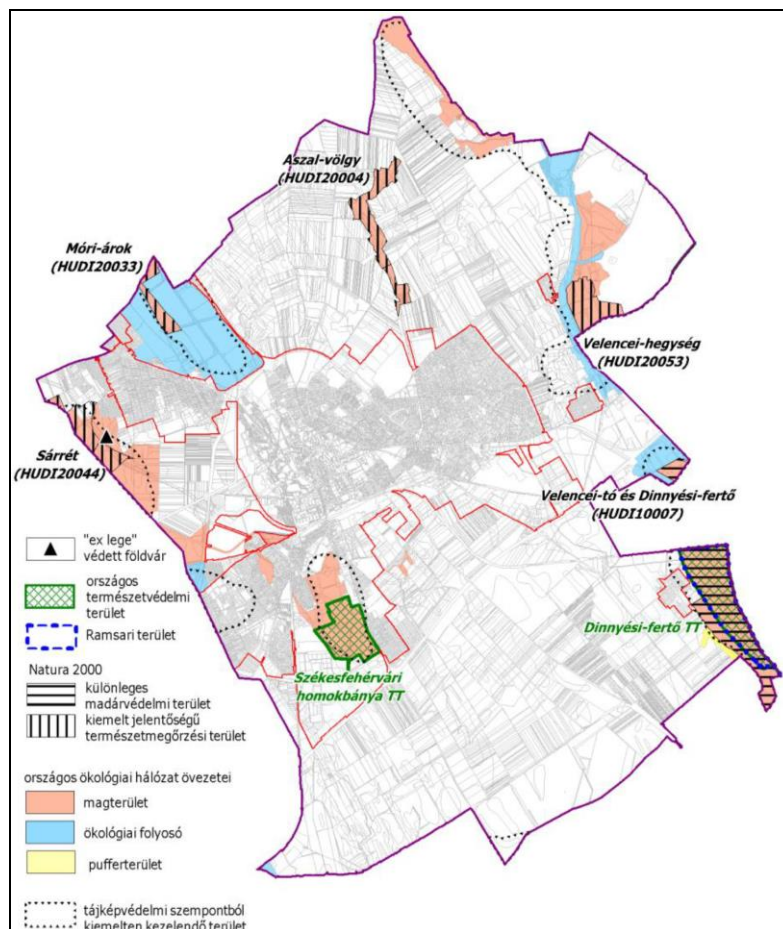 Aszal-völgy
(HUDI20004)
Móri-árok
(HUDI20033)
Velencei-hegység
(HUDI20053)
Sárrét
(HUDI20044)
Velencei-tó és Dinnyési-fertő
(HUDI10007)
Dinnyési-fertő TT
Székesfehérvári
homokbánya TT
"ex lege"
védett földvár
országos
természetvédelmi
terület
Ramsari terület
Natura 2000
különleges
madárvédelmi terület
kiemelt jelentőségű
természetmegőrzési terület
országos ökológiai hálózat övezetei
magterület
ökológiai folyosó
pufferterület
tájképvédelmi szempontból
kiemelten kezelendő terület